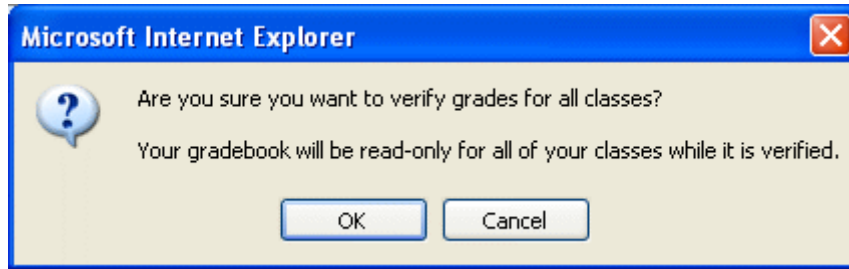 Microsoft Internet Explorer
Are you sure you want to verify grades for all classes?
Your gradebook will be read-only for all of your classes while it is verified.
OK Cancel